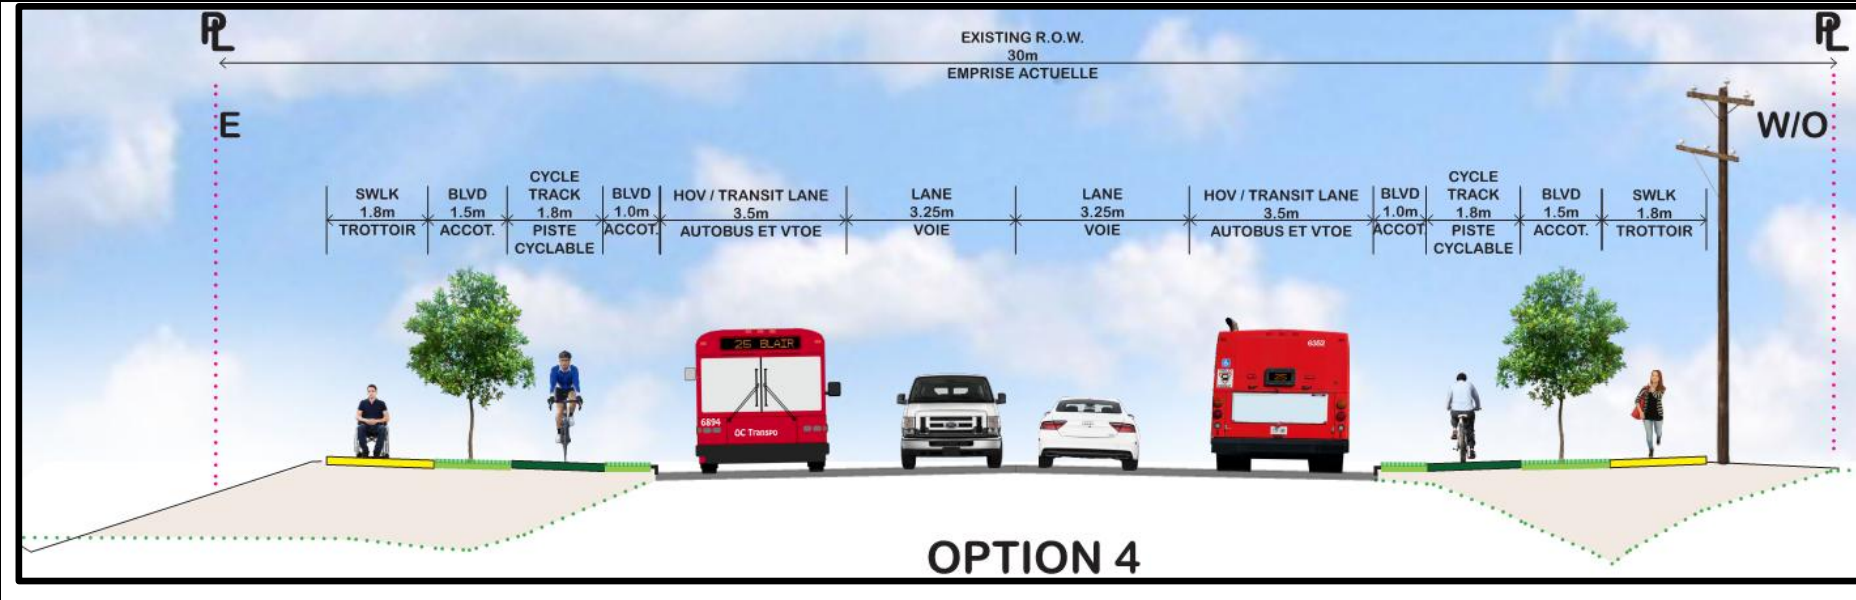 PL
PL
EXISTING R.O.W.
30m
EMPRISE ACTUELLE
E
W/O
SWLK
1.8m
TROTTOIR
BLVD
1.5m
ACCOT.
CYCLE
TRACK
1.8m
PISTE
CYCLABLE
BLVD
1.0m
ACCOT.
HOV / TRANSIT LANE
3.5m
AUTOBUS ET VTOE
LANE
3.25m
VOIE
LANE
3.25m
VOIE
HOV / TRANSIT LANE
3.5m
AUTOBUS ET VTOE
BLVD
1.0m
ACCOT
CYCLE
TRACK
1.8m
PISTE
CYCLABLE
BLVD
1.5m
ACCOT.
SWLK
1.8m
TROTTOIR
25 BLAIR
6894
OC Transpo
6352
OPTION 4